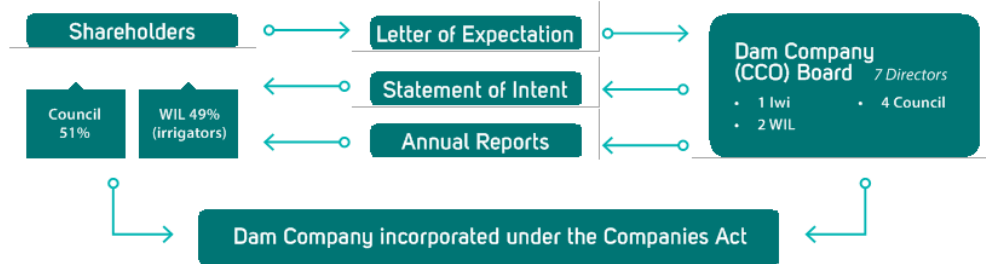 Shareholders
Council
51%
WIL 49%
(irrigators)
Letter of Expectation
Statement of Intent
Annual Reports
Dam Company
(CCO) Board 7 Directors
• 1 Iwi • 4 Council
• 2 WIL
Dam Company incorporated under the Companies Act